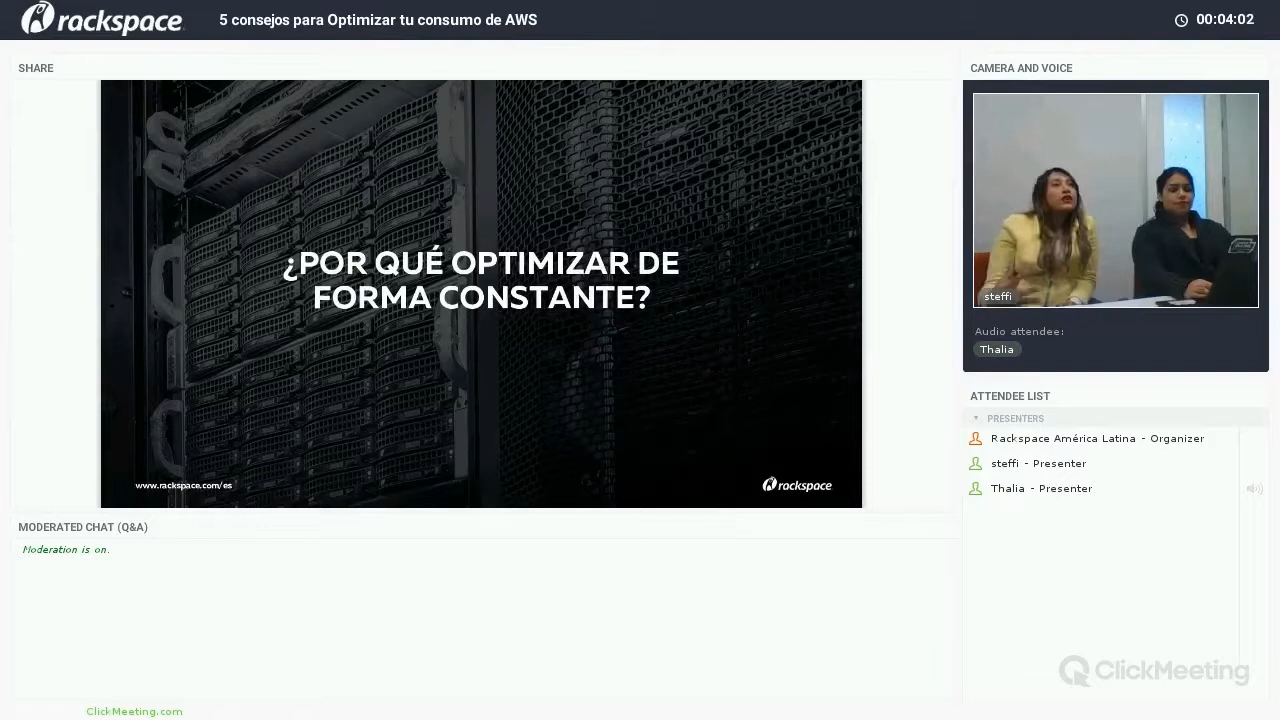 rackspace
5 consejos para Optimizar tu consumo de AWS
00:04:02
SHARE
¿POR QUÉ OPTIMIZAR DE
FORMA CONSTANTE?
www.rackspace.com/es
rackspace
CAMERA AND VOICE
steffi
Audio attendee:
Thalia
ATTENDEE LIST
PRESENTERS
Rackspace América Latina - Organizer
steffi - Presenter
Thalia - Presenter
MODERATED CHAT (Q&A)
Moderation is on.
ClickMeeting
ClickMeeting.com